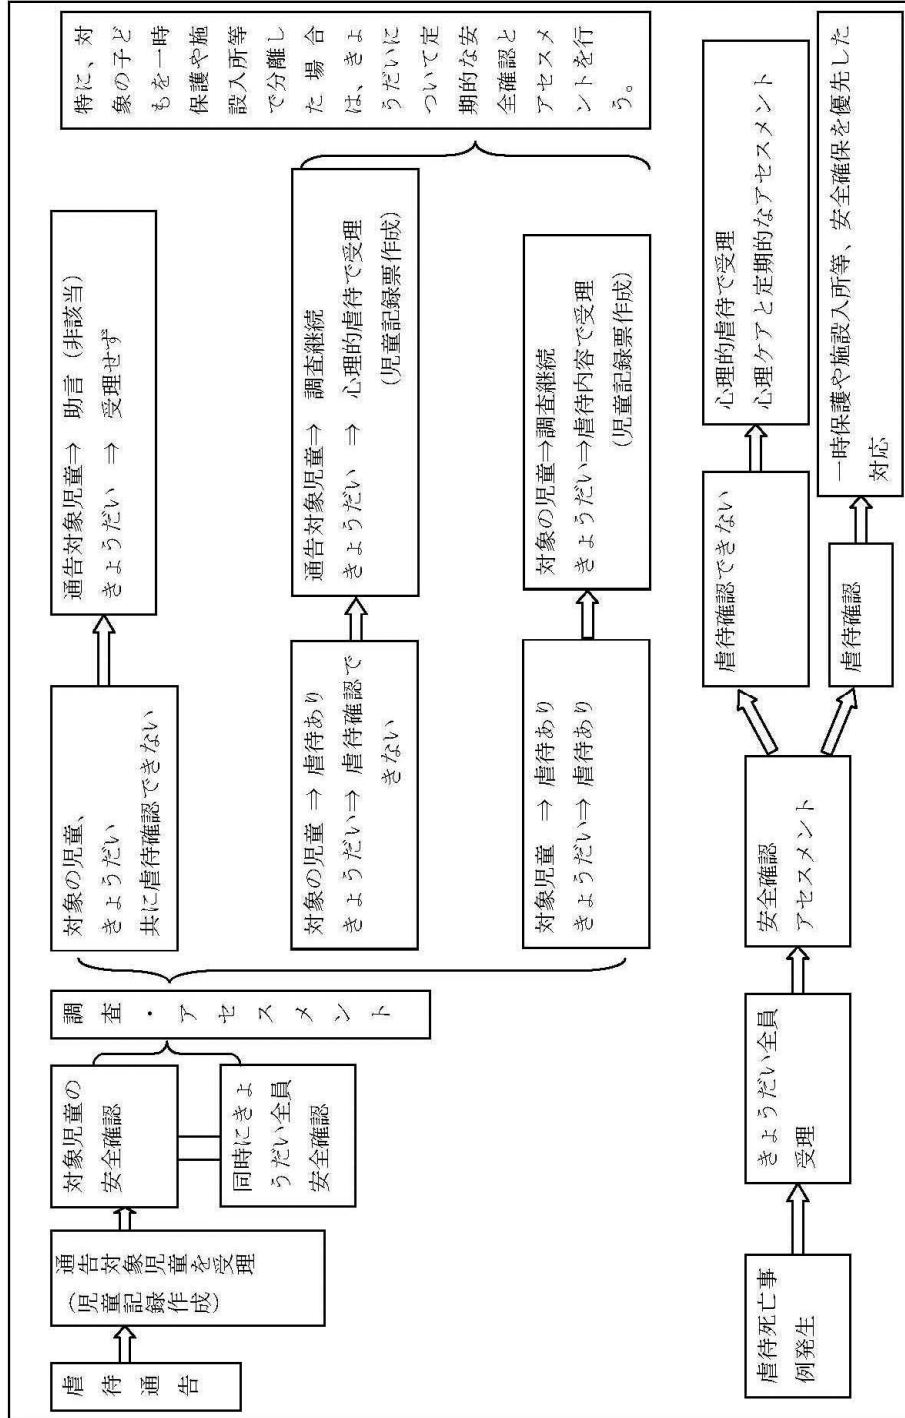 虐待通告
通告対象児童を受理
(児童記録作成)
対象児童の
安全確認
同時にきょ
うだい全員
安全確認
調査・アセスメント
対象の児童、
きょうだい
共に虐待確認できない
通告対象児童⇒ 助言（非該当）
きょうだい ⇒ 受理せず
対象の児童 ⇒ 虐待あり
きょうだい⇒ 虐待確認で
きない
通告対象児童⇒ 調査継続
きょうだい ⇒ 心理的虐待で受理
(児童記録票作成)
対象児童 ⇒ 虐待あり
きょうだい⇒ 虐待あり
対象の児童⇒調査継続
きょうだい⇒虐待内容で受理
(児童記録票作成)
特に、対
象の子ど
もを一時
保護や施
設入所等
で分離し
た場合
は、きょ
うだいに
ついて定
期的な安
全確認と
アセスメ
ントを行
う。
虐待死亡事
例発生
きょうだい全員
受理
安全確認
アセスメント
虐待確認できない
心理的虐待で受理
心理ケアと定期的なアセスメント
虐待確認
一時保護や施設入所等、安全確保を優先した
対応